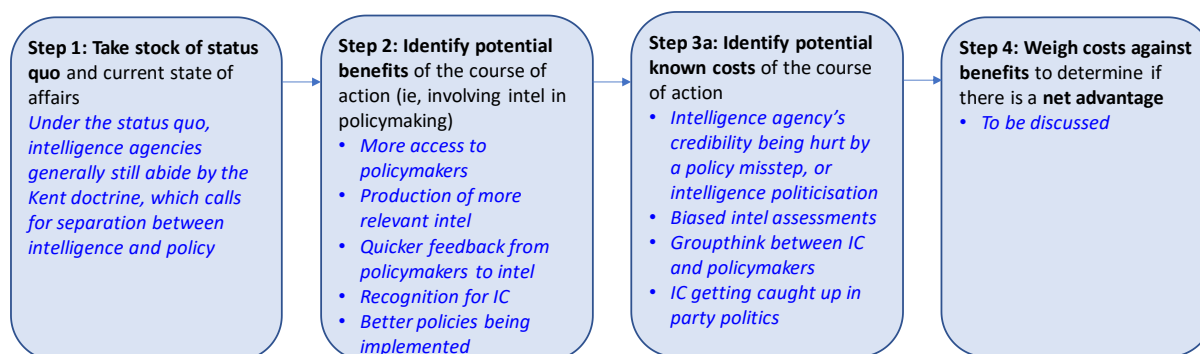 Step 1: Take stock of status
quo and current state of
affairs
Under the status quo,
intelligence agencies
generally still abide by the
Kent doctrine, which calls
for separation between
intelligence and policy
Step 2: Identify potential
benefits of the course of
action (ie, involving intel in
policymaking)
• More access to
policymakers
• Production of more
relevant intel
• Quicker feedback from
policymakers to intel
• Recognition for IC
• Better policies being
implemented
Step 3a: Identify potential
known costs of the course
of action
• Intelligence agency's
credibility being hurt by
a policy misstep, or
intelligence politicisation
• Biased intel assessments
• Groupthink between IC
and policymakers
• IC getting caught up in
party politics
Step 4: Weigh costs against
benefits to determine if
there is a net advantage
• To be discussed